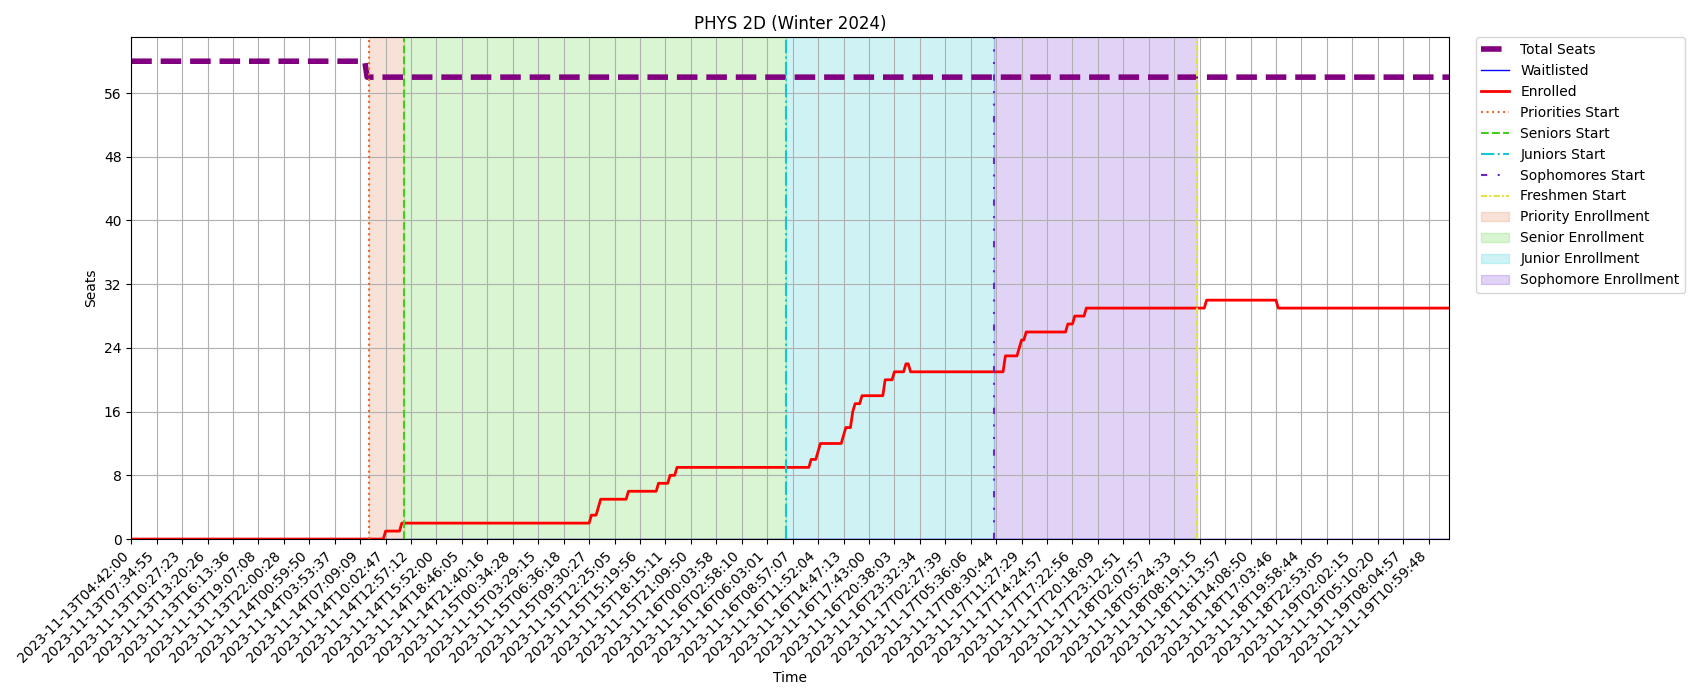 PHYS 2D (Winter 2024)
Seats
56
48
40
32
24
16
8
0
2023-11-13T04:42:00
2023-11-13T07:34:55
2023-11-13T10:27:23
2023-11-13T13:20:26
2023-11-13T16:13:36
2023-11-13T19:07:08
2023-11-13T22:00:28
2023-11-14T00:59:50
2023-11-14T03:53:37
2023-11-14T07:09:09
2023-11-14T10:02:47
2023-11-14T12:57:12
2023-11-14T15:52:00
2023-11-14T18:46:05
2023-11-14T21:40:16
2023-11-15T00:34:28
2023-11-15T03:29:15
2023-11-15T06:36:18
2023-11-15T09:30:27
2023-11-15T12:25:05
2023-11-15T15:19:56
2023-11-15T18:15:11
2023-11-15T21:09:50
2023-11-16T00:03:58
2023-11-16T02:58:10
2023-11-16T06:03:01
2023-11-16T08:57:07
2023-11-16T11:52:04
2023-11-16T14:47:13
2023-11-16T17:43:00
2023-11-16T20:38:03
2023-11-16T23:32:34
2023-11-17T02:27:39
2023-11-17T05:36:06
2023-11-17T08:30:44
2023-11-17T11:27:29
2023-11-17T14:24:57
2023-11-17T17:22:56
2023-11-17T20:18:09
2023-11-17T23:12:51
2023-11-18T02:07:57
2023-11-18T05:24:33
2023-11-18T08:19:15
2023-11-18T11:13:57
2023-11-18T14:08:50
2023-11-18T17:03:46
2023-11-18T19:58:44
2023-11-18T22:53:05
2023-11-19T02:02:15
2023-11-19T05:10:20
2023-11-19T08:04:57
2023-11-19T10:59:48
Time
Total Seats
Waitlisted
Enrolled
Priorities Start
Seniors Start
Juniors Start
Sophomores Start
Freshmen Start
Priority Enrollment
Senior Enrollment
Junior Enrollment
Sophomore Enrollment